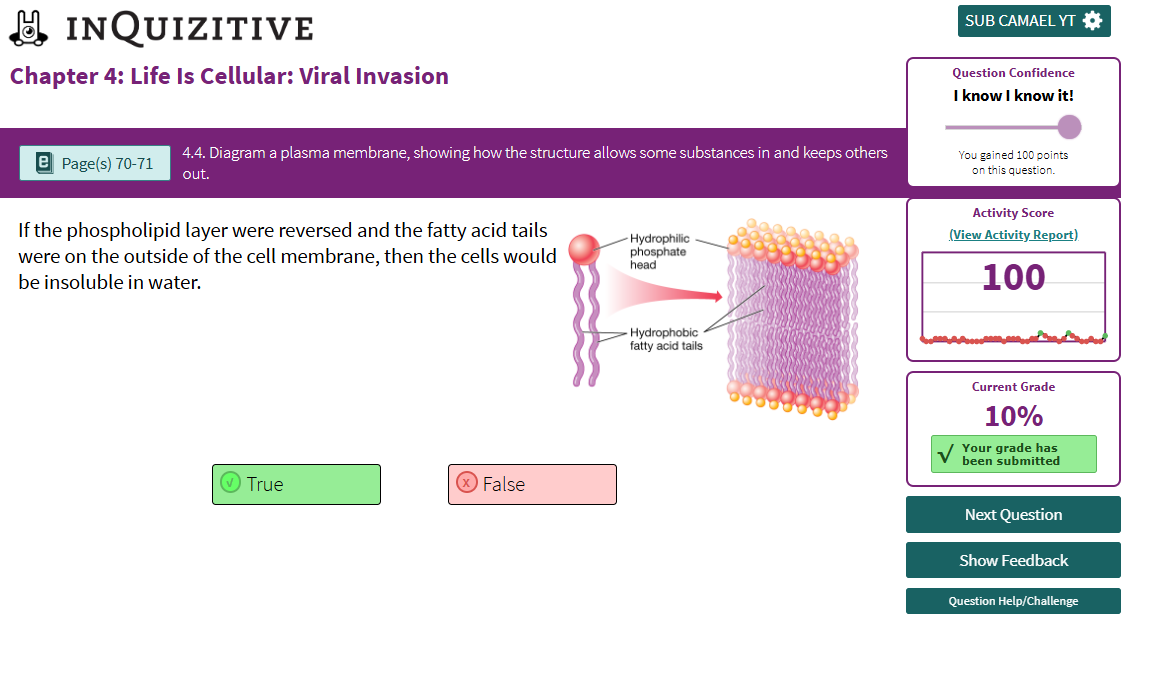 INQUIZITIVE
SUB CAMAEL YT
Chapter 4: Life Is Cellular: Viral Invasion
Question Confidence
I know I know it!
You gained 100 points
on this question.
Page(s) 70-71
4.4. Diagram a plasma membrane, showing how the structure allows some substances in and keeps others
out.
If the phospholipid layer were reversed and the fatty acid tails
were on the outside of the cell membrane, then the cells would
be insoluble in water.
Hydrophilic
phosphate
head
Hydrophobic
fatty acid tails
True
False
Activity Score
(View Activity Report)
100
Current Grade
10%
Your grade has
been submitted
Next Question
Show Feedback
Question Help/Challenge